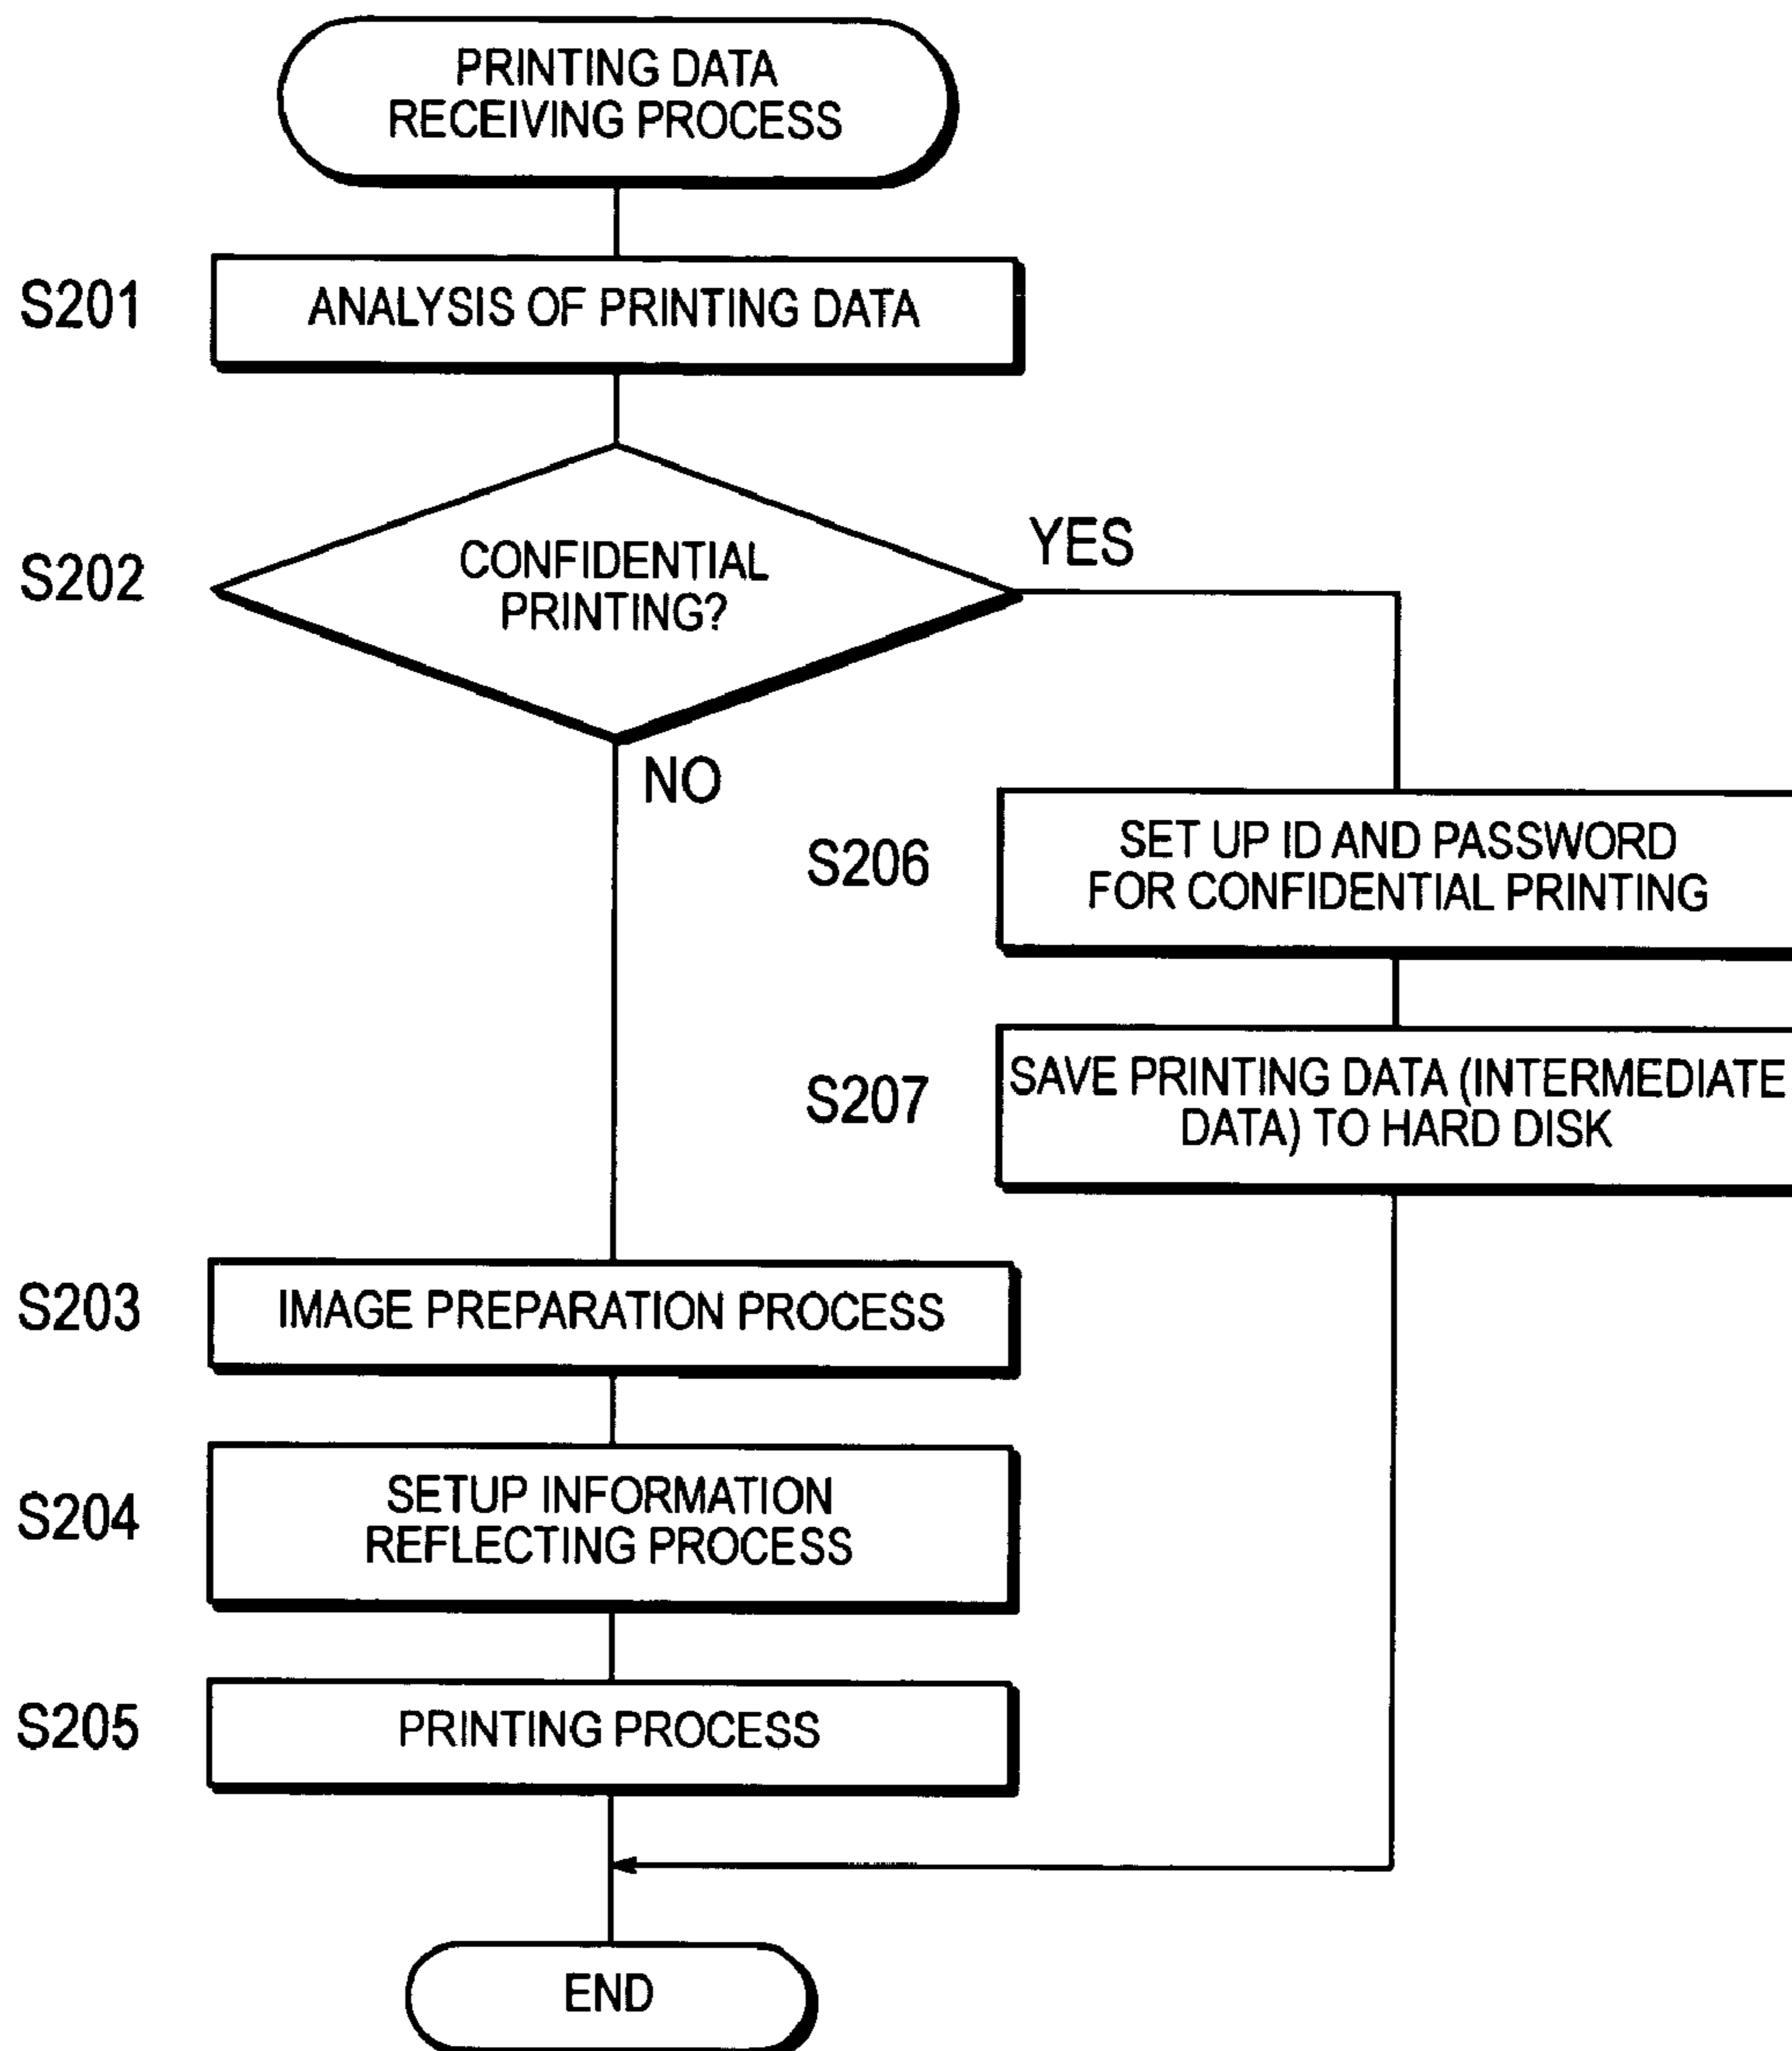 PRINTING DATA
RECEIVING PROCESS
S201
ANALYSIS OF PRINTING DATA
S202
CONFIDENTIAL
PRINTING?
YES
NO
S206
SET UP ID AND PASSWORD
FOR CONFIDENTIAL PRINTING
S207
SAVE PRINTING DATA (INTERMEDIATE
DATA) TO HARD DISK
S203
IMAGE PREPARATION PROCESS
S204
SETUP INFORMATION
REFLECTING PROCESS
S205
PRINTING PROCESS
END